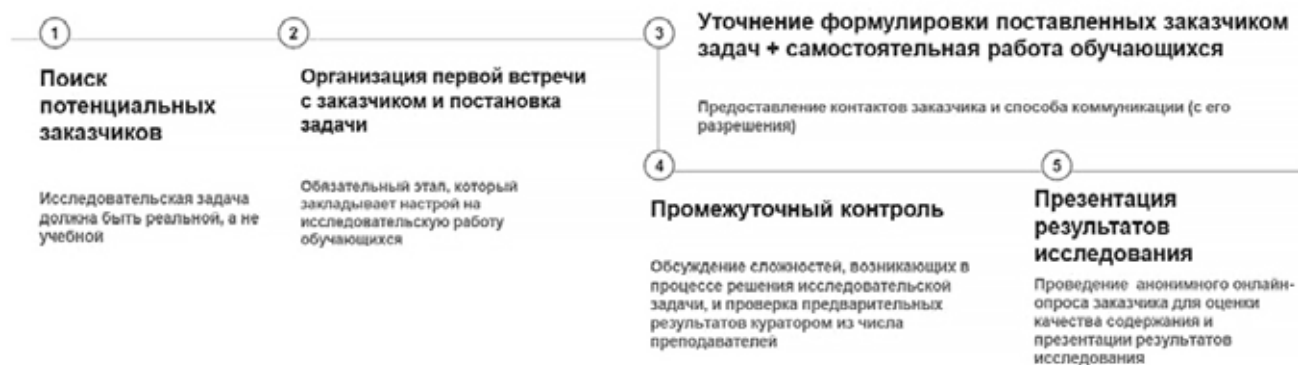 1
Поиск
потенциальных
заказчиков
Исследовательская задача
должна быть реальной, а не
учебной
2
Организация первой встречи
с заказчиком и постановка
задачи
Обязательный этап, который
закладывает настрой на
исследовательскую работу
обучающихся
3
Уточнение формулировки поставленных заказчиком
задач + самостоятельная работа обучающихся
Предоставление контактов заказчика и способа коммуникации (с его
разрешения)
4
Промежуточный контроль
Обсуждение сложностей, возникающих в
процессе решения исследовательской
задачи, и проверка предварительных
результатов куратором из числа
преподавателей
5
Презентация
результатов
исследования
Проведение анонимного онлайн-
опроса заказчика для оценки
качества содержания и
презентации результатов
исследования